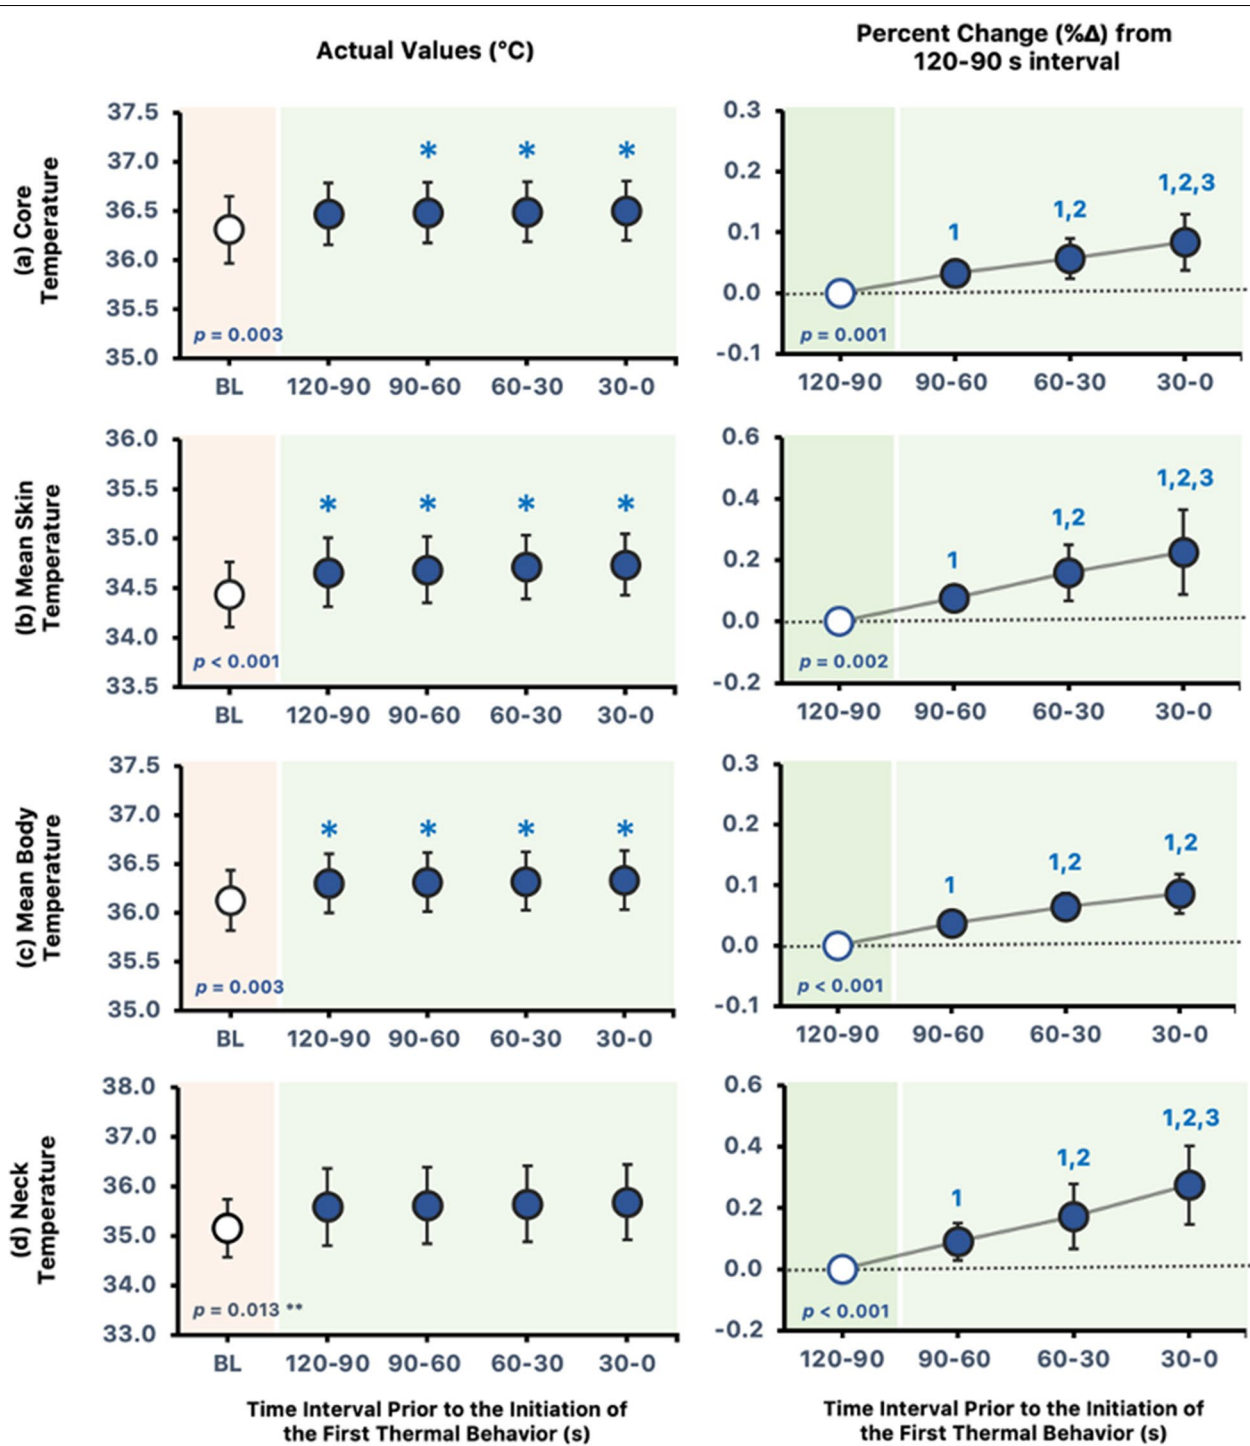 Actual Values (°C)
Percent Change (%Δ) from
120-90 s interval
(a) Core
Temperature
37.5
37.0
36.5
36.0
35.5
35.0
* * *
p = 0.003
BL 120-90 90-60 60-30 30-0
0.3
0.2
0.1
0.0
-0.1
1
1,2
1,2,3
p = 0.001
120-90 90-60 60-30 30-0
(b) Mean Skin
Temperature
36.0
35.5
35.0
34.5
34.0
33.5
* * * *
p < 0.001
BL 120-90 90-60 60-30 30-0
0.6
0.4
0.2
0.0
-0.2
1
1,2
1,2,3
p = 0.002
120-90 90-60 60-30 30-0
(c) Mean Body
Temperature
37.5
37.0
36.5
36.0
35.5
35.0
* * * *
p = 0.003
BL 120-90 90-60 60-30 30-0
0.3
0.2
0.1
0.0
-0.1
1
1,2
1,2
p < 0.001
120-90 90-60 60-30 30-0
(d) Neck
Temperature
38.0
37.0
36.0
35.0
34.0
33.0
p = 0.013 **
BL 120-90 90-60 60-30 30-0
0.6
0.4
0.2
0.0
-0.2
1
1,2
1,2,3
p < 0.001
120-90 90-60 60-30 30-0
Time Interval Prior to the Initiation of
the First Thermal Behavior (s)
Time Interval Prior to the Initiation of
the First Thermal Behavior (s)